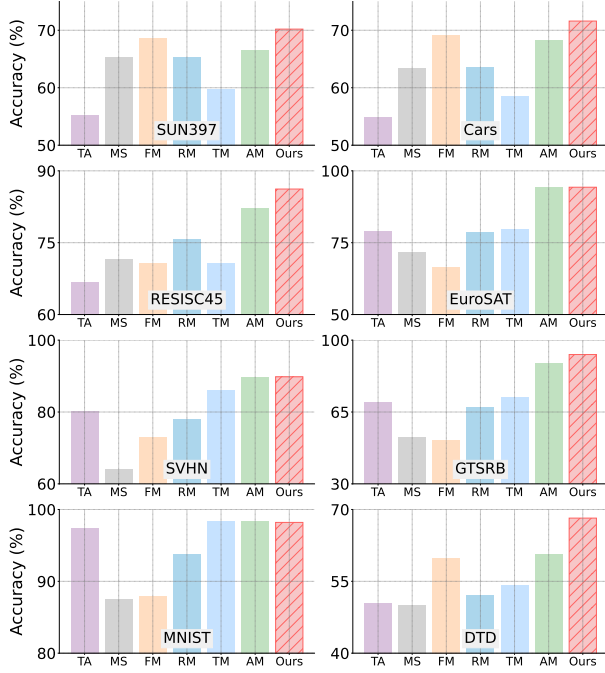 Accuracy (%)
70
60
50
SUN397
TA MS FM RM TM AM Ours
70
60
50
Cars
TA MS FM RM TM AM Ours
Accuracy (%)
90
75
60
RESISC45
TA MS FM RM TM AM Ours
100
75
50
EuroSAT
TA MS FM RM TM AM Ours
Accuracy (%)
100
80
60
SVHN
TA MS FM RM TM AM Ours
100
65
30
GTSRB
TA MS FM RM TM AM Ours
Accuracy (%)
100
90
80
MNIST
TA MS FM RM TM AM Ours
70
55
40
DTD
TA MS FM RM TM AM Ours